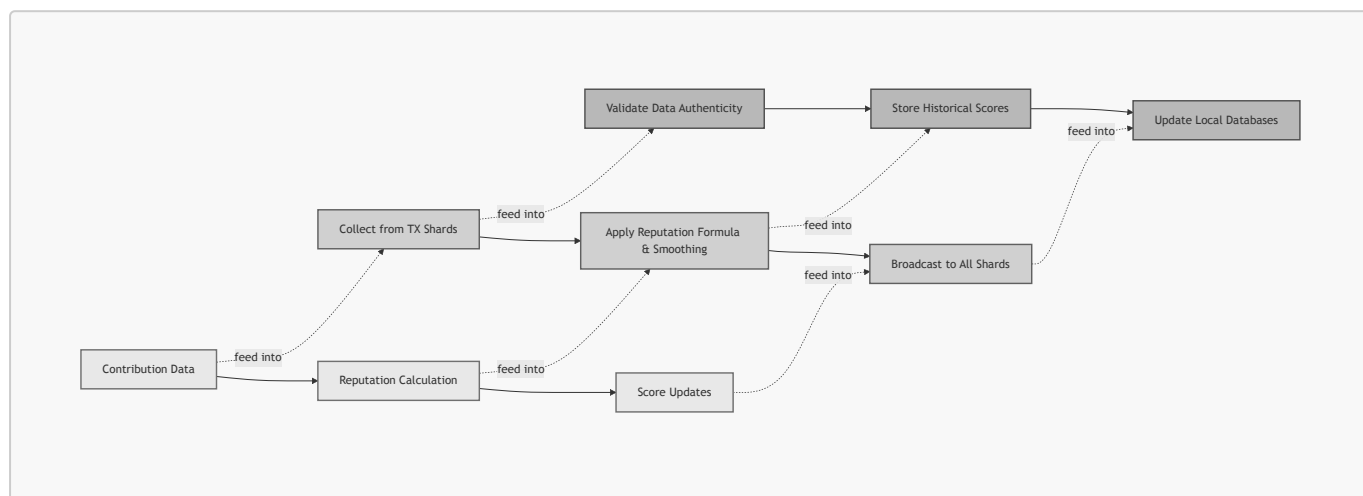 Validate Data Authenticity
Store Historical Scores
Update Local Databases
feed into
feed into
Collect from TX Shards
Apply Reputation Formula
& Smoothing
feed into
Broadcast to All Shards
feed into
feed into
Contribution Data
Reputation Calculation
feed into
Score Updates